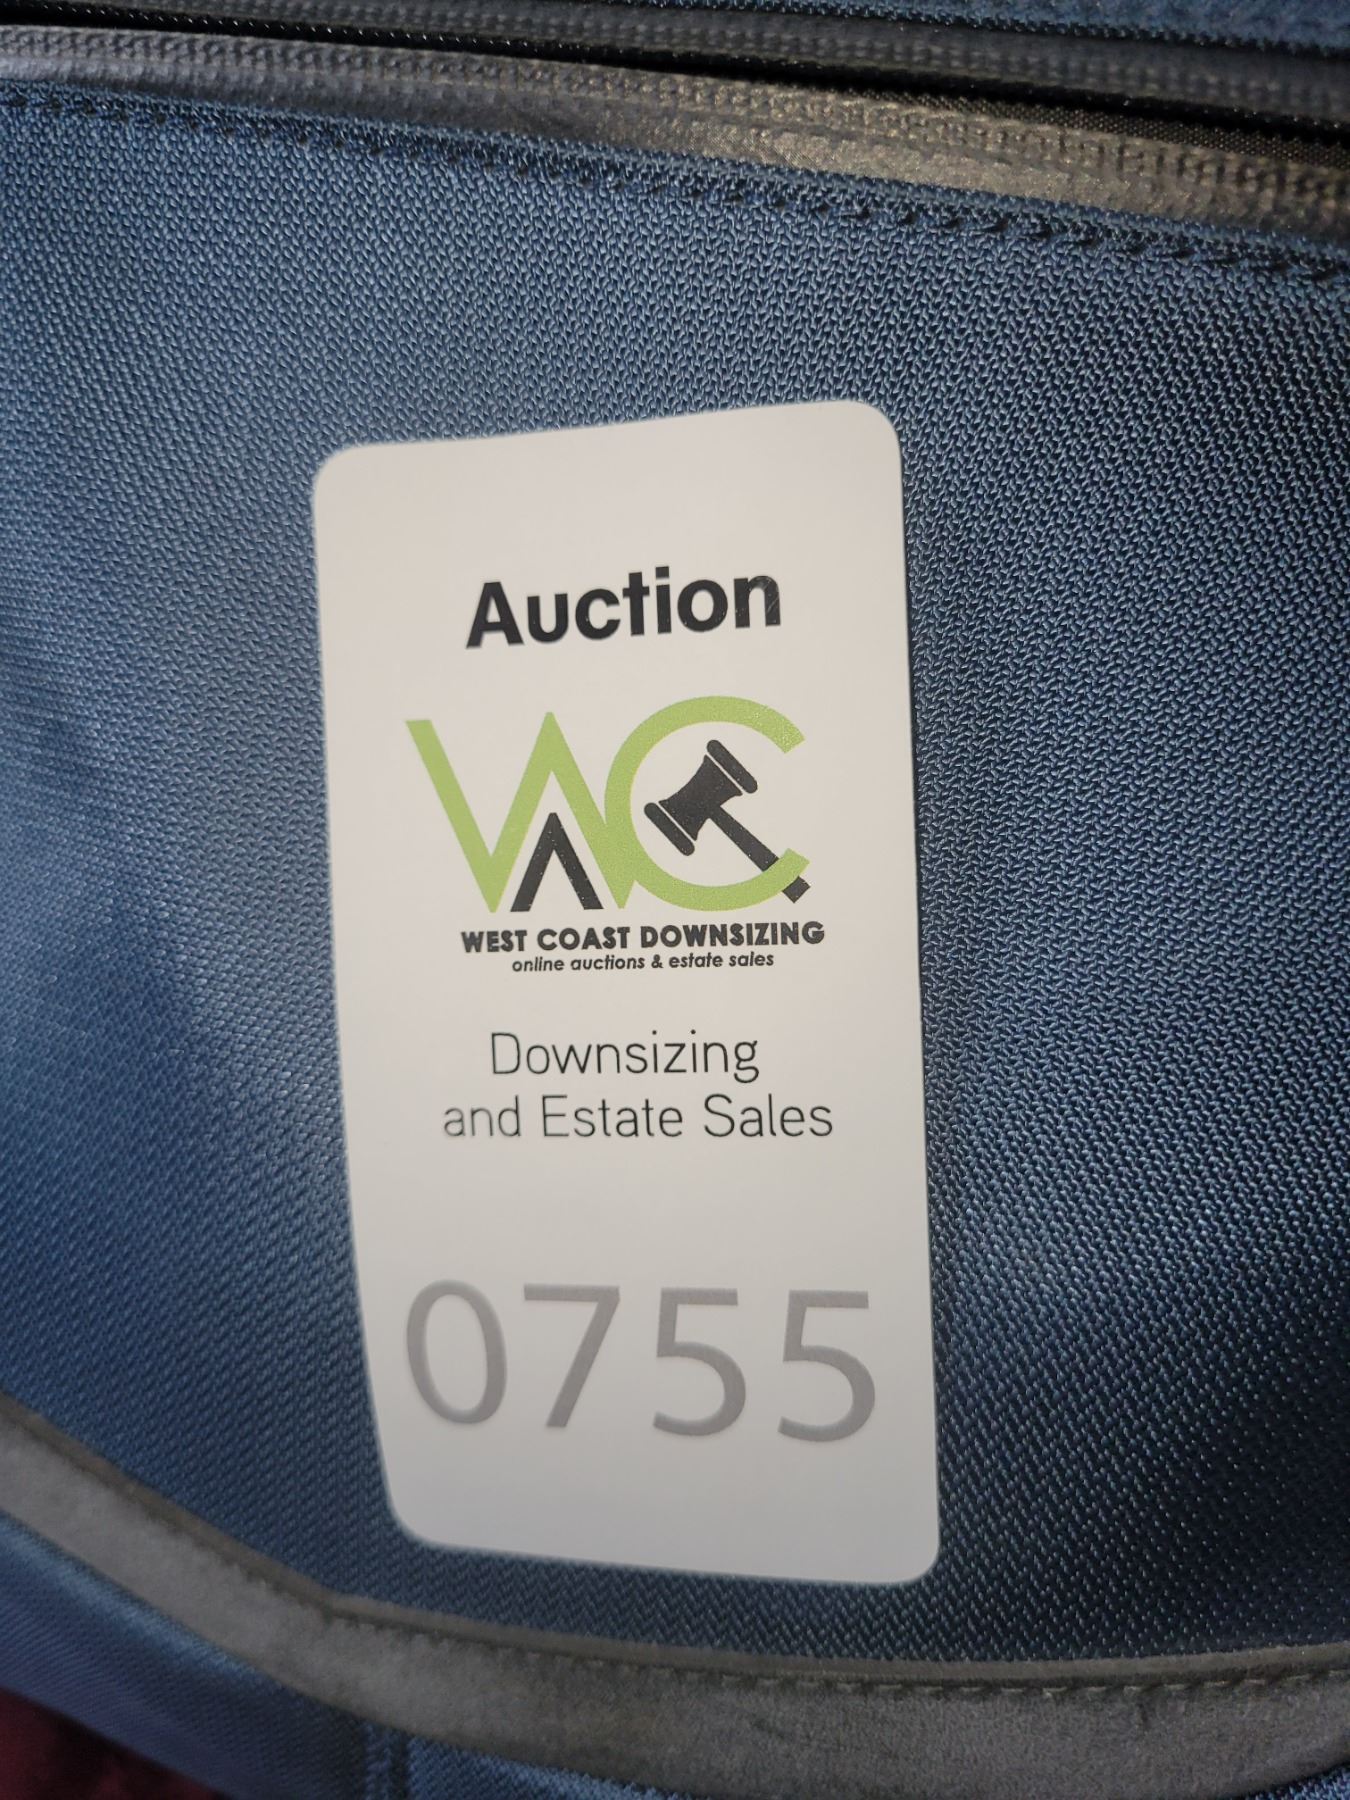 Auction
WC
WEST COAST DOWNSIZING
online auctions & estate sales
Downsizing
and Estate Sales
0755